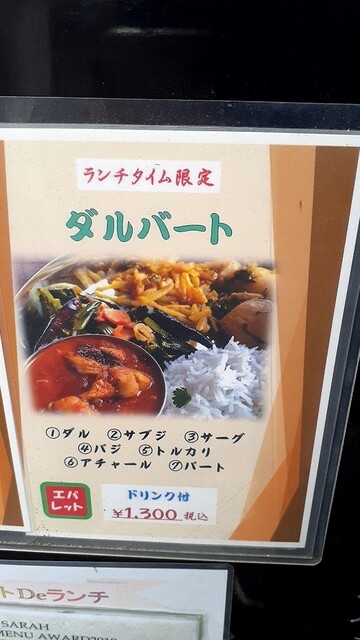 ランチタイム限定
ダルバート
①ダル ②サブジ ③サーグ
④バジ ⑤トルカリ
⑥アチャール ⑦バート
エパ
レット
ドリンク付
¥1,300 税込
トDeランチ
SARAH
MENU AWARD2019